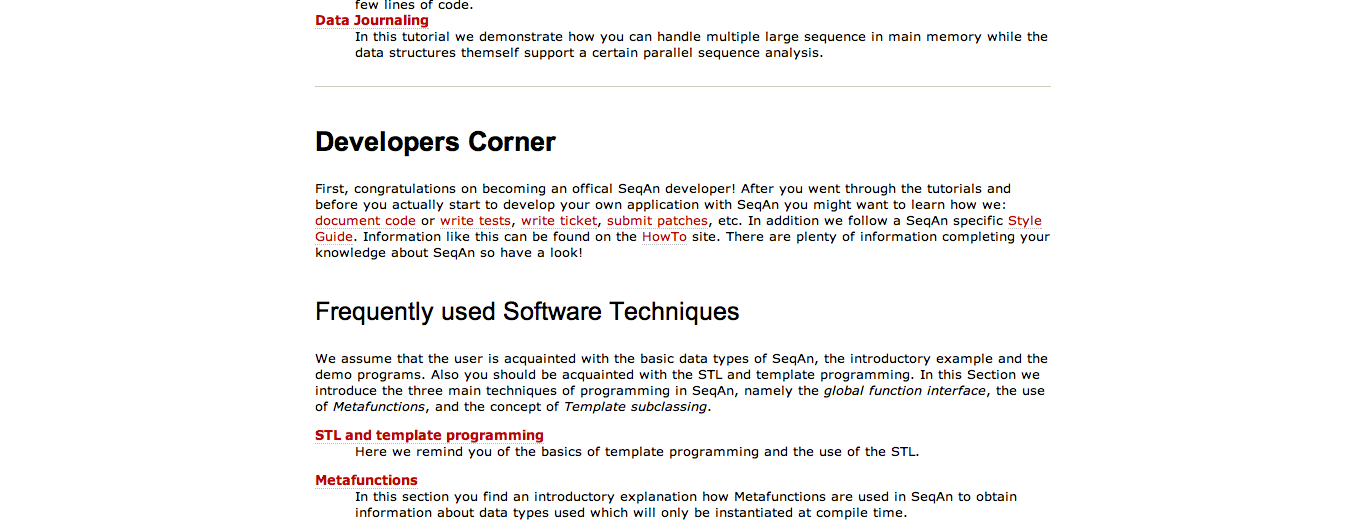 few lines of code.
Data Journaling
In this tutorial we demonstrate how you can handle multiple large sequence in main memory while the
data structures themself support a certain parallel sequence analysis.
Developers Corner
First, congratulations on becoming an offical SeqAn developer! After you went through the tutorials and
before you actually start to develop your own application with SeqAn you might want to learn how we:
document code or write tests, write ticket, submit patches, etc. In addition we follow a SeqAn specific Style
Guide. Information like this can be found on the HowTo site. There are plenty of information completing your
knowledge about SeqAn so have a look!
Frequently used Software Techniques
We assume that the user is acquainted with the basic data types of SeqAn, the introductory example and the
demo programs. Also you should be acquainted with the STL and template programming. In this Section we
introduce the three main techniques of programming in SeqAn, namely the global function interface, the use
of Metafunctions, and the concept of Template subclassing.
STL and template programming
Here we remind you of the basics of template programming and the use of the STL.
Metafunctions
In this section you find an introductory explanation how Metafunctions are used in SeqAn to obtain
information about data types used which will only be instantiated at compile time.